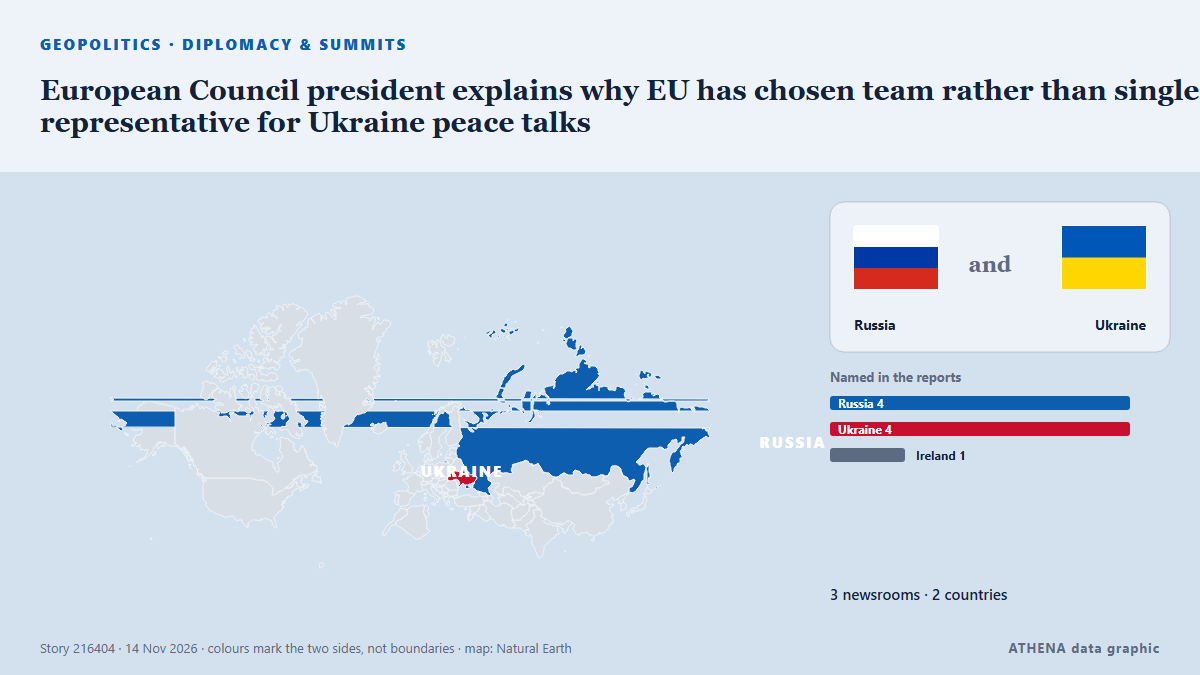 GEOPOLITICS · DIPLOMACY & SUMMITS
European Council president explains why EU has chosen team rather than single
representative for Ukraine peace talks
and
Russia
Ukraine
Named in the reports
Russia 4
Ukraine 4
Ireland 1
RUSSIA
UKRAINE
3 newsrooms · 2 countries
Story 216404 · 14 Nov 2026 · colours mark the two sides, not boundaries · map: Natural Earth
ATHENA data graphic